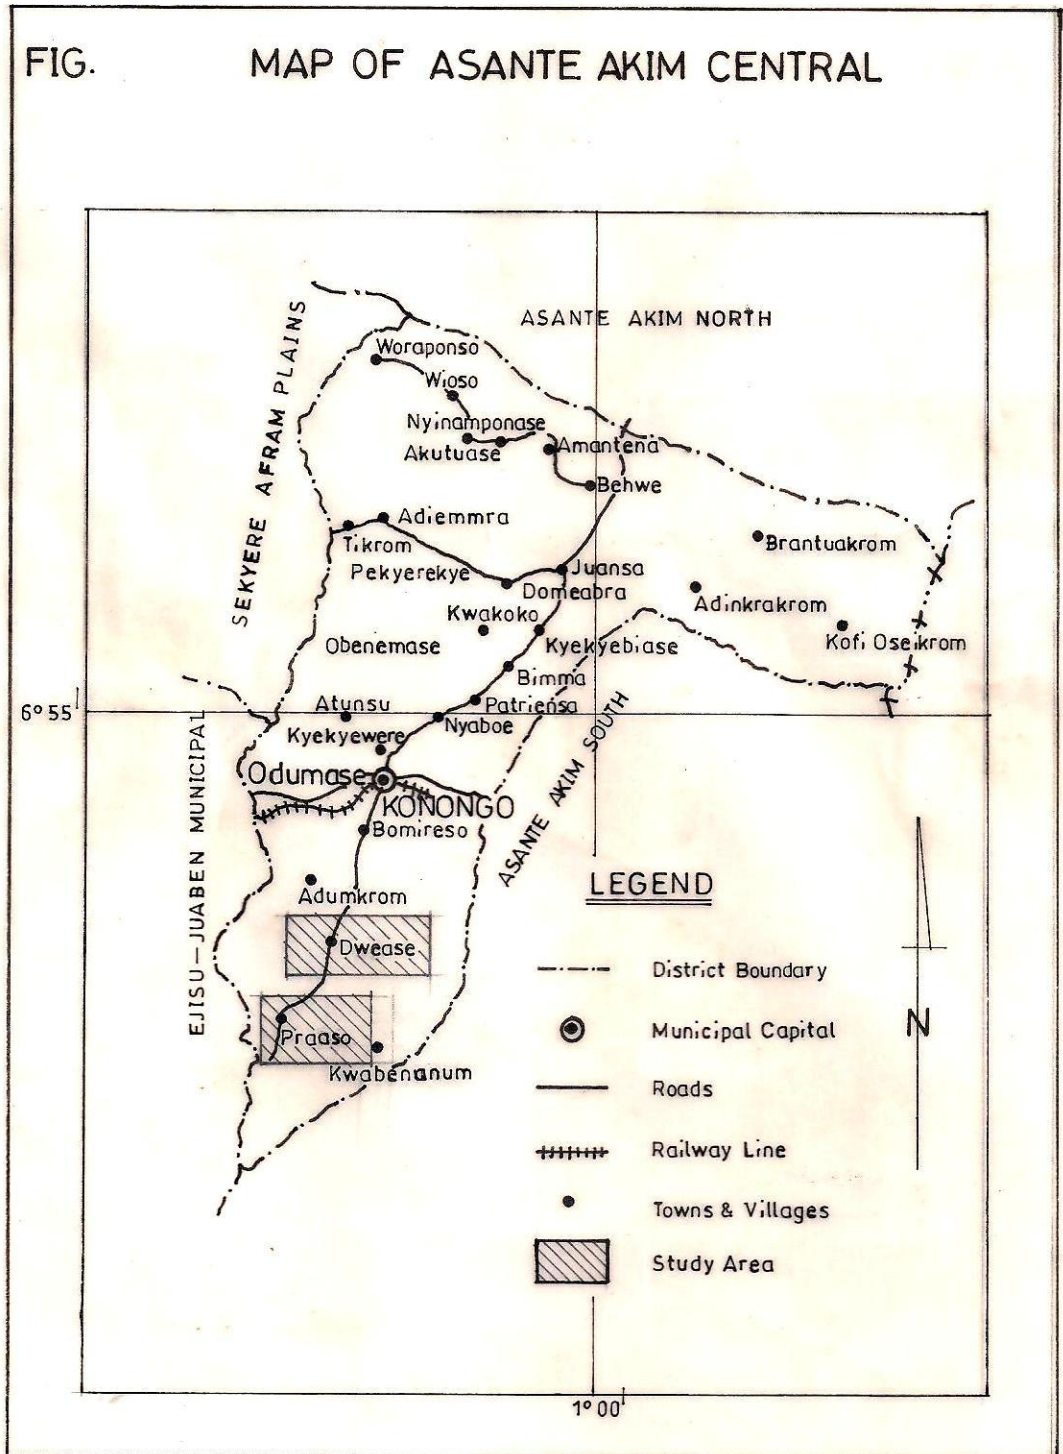 FIG.
MAP OF ASANTE AKIM CENTRAL
ASANTE AKIM NORTH
SEKYERE AFRAM PLAINS
Woraponso
Wioso
Nyinamponase
Akutuase
Amantena
Behwe
Adiemmra
Tikrom
Pekyerekye
Juansa
Domeabra
Brantuakrom
Adinkrakrom
Kofi Oseikrom
Kwakoko
Obenemase
Kyekyebiase
Bimma
Patriensa
6° 55'
Atunsu
Nyaboe
Kyekyewere
Odumase
KONONGO
Bomireso
ASANTE AKIM SOUTH
EJISU-JUABEN MUNICIPAL
Adumkrom
Dwease
Praaso
Kwabenanum
LEGEND
District Boundary
Municipal Capital
Roads
Railway Line
Towns & Villages
Study Area
N
1° 00'